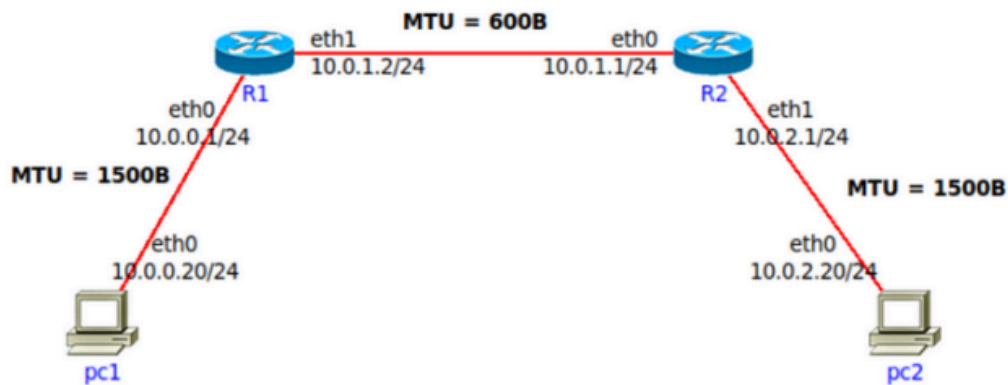 MTU = 600B
eth1
10.0.1.2/24
eth0
10.0.1.1/24
R1
R2
eth0
10.0.0.1/24
eth1
10.0.2.1/24
MTU = 1500B
MTU = 1500B
eth0
10.0.0.20/24
eth0
10.0.2.20/24
pc1
pc2